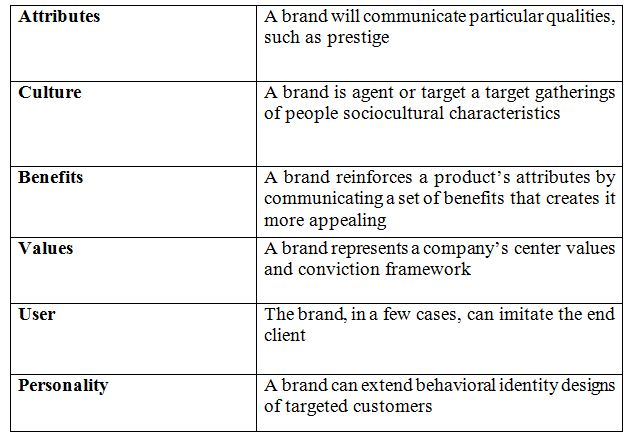 Attributes
A brand will communicate particular qualities,
such as prestige
Culture
A brand is agent or target a target gatherings
of people sociocultural characteristics
Benefits
A brand reinforces a product's attributes by
communicating a set of benefits that creates it
more appealing
Values
A brand represents a company's center values
and conviction framework
User
The brand, in a few cases, can imitate the end
client
Personality
A brand can extend behavioral identity designs
of targeted customers